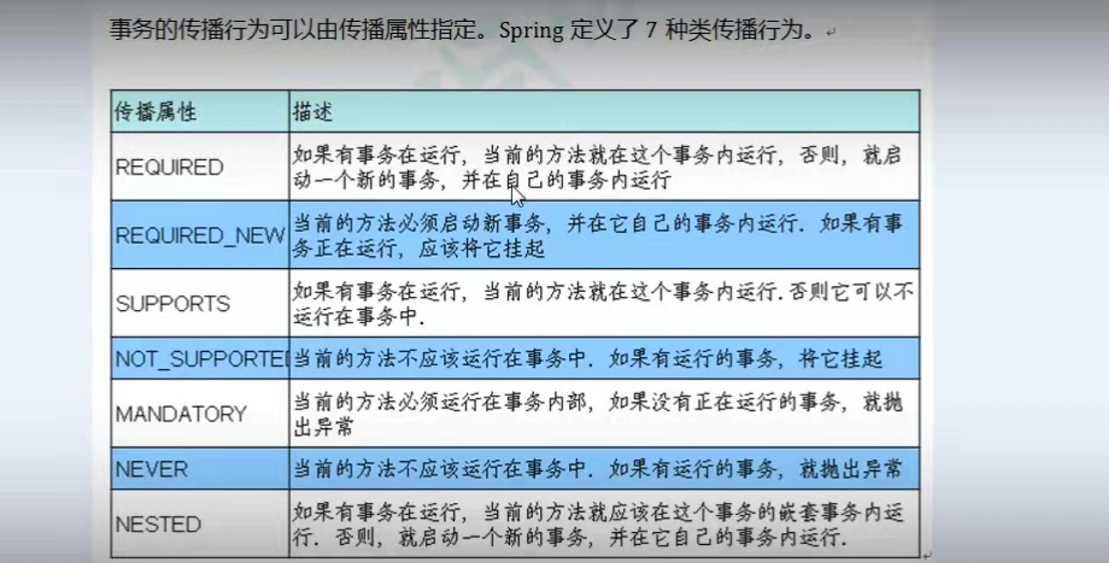 事务的传播行为可以由传播属性指定。Spring 定义了 7 种类传播行为。
传播属性 描述
REQUIRED 如果有事务在运行，当前的方法就在这个事务内运行，否则，就启
动一个新的事务，并在自己的事务内运行
REQUIRED_NEW 当前的方法必须启动新事务，并在它自己的事务内运行. 如果有事
务正在运行，应该将它挂起
SUPPORTS 如果有事务在运行，当前的方法就在这个事务内运行.否则它可以不
运行在事务中.
NOT_SUPPORTED 当前的方法不应该运行在事务中. 如果有运行的事务，将它挂起
MANDATORY 当前的方法必须运行在事务内部，如果没有正在运行的事务，就抛
出异常
NEVER 当前的方法不应该运行在事务中. 如果有运行的事务，就抛出异常
NESTED 如果有事务在运行，当前的方法就应该在这个事务的嵌套事务内运
行. 否则，就启动一个新的事务，并在它自己的事务内运行.